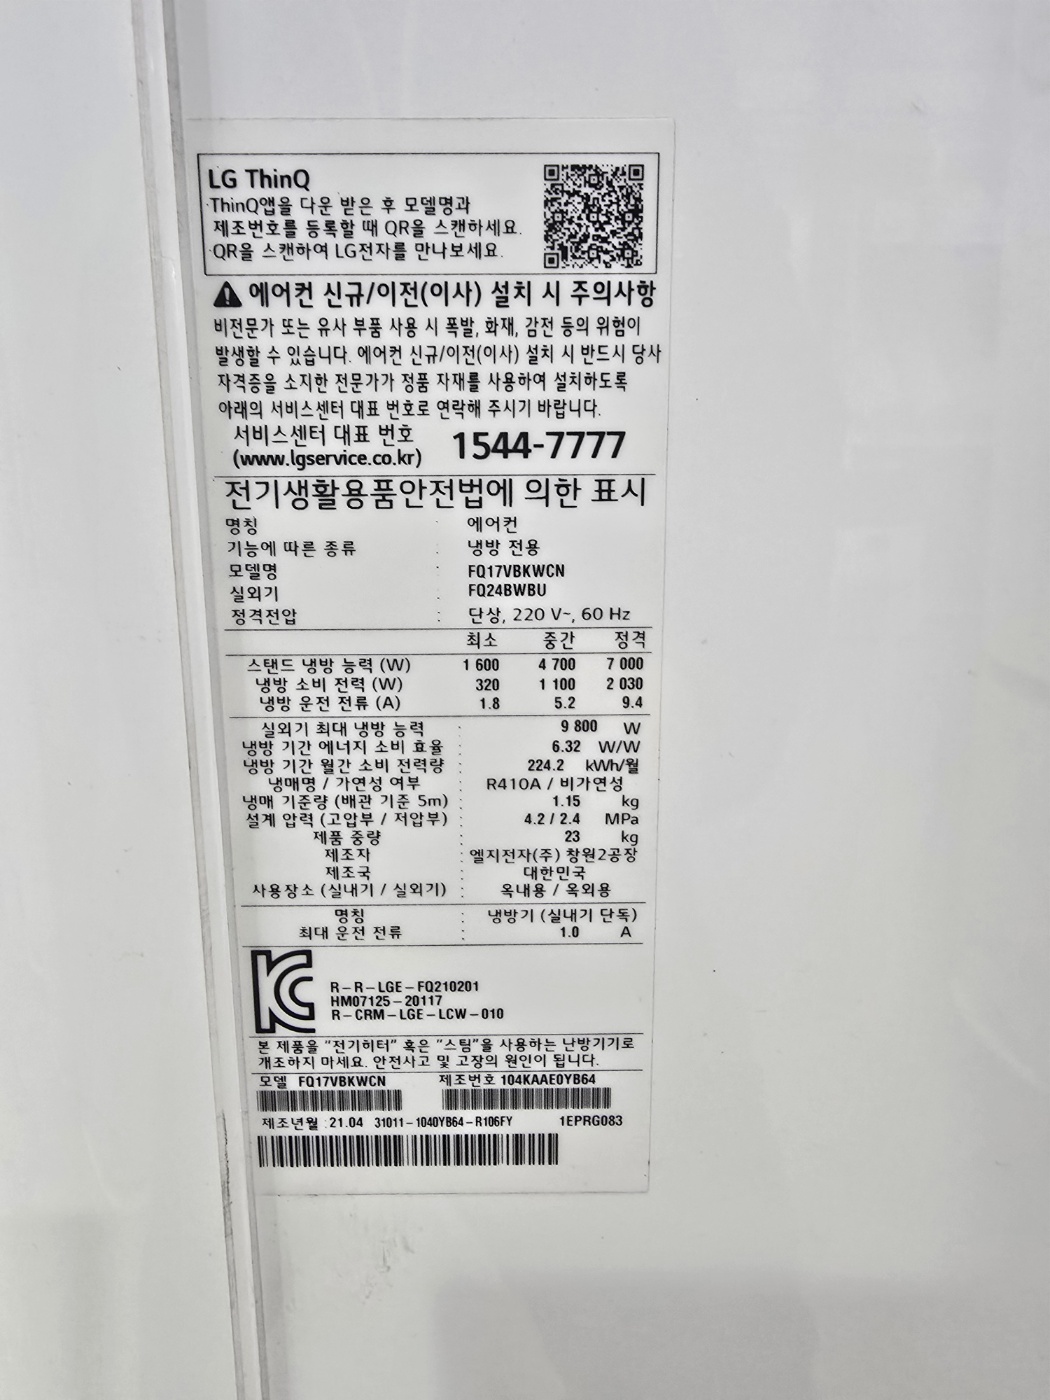 LG ThinQ
ThinQ앱을 다운 받은 후 모델명과
제조번호를 등록할 때 QR을 스캔하세요.
QR을 스캔하여 LG전자를 만나보세요.
에어컨 신규/이전(이사) 설치 시 주의사항
비전문가 또는 유사 부품 사용 시 폭발, 화재, 감전 등의 위험이
발생할 수 있습니다. 에어컨 신규/이전(이사) 설치 시 반드시 당사
자격증을 소지한 전문가가 정품 자재를 사용하여 설치하도록
아래의 서비스센터 대표 번호로 연락해 주시기 바랍니다.
서비스센터 대표 번호 1544-7777
(www.lgservice.co.kr)
전기생활용품안전법에 의한 표시
명칭 : 에어컨
기능에 따른 종류 : 냉방 전용
모델명 : FQ17VBKWCN
실외기 : FQ24BWBU
정격전압 : 단상, 220 V~, 60 Hz
최소 중간 정격
스탠드 냉방 능력 (W) 1 600 4 700 7 000
냉방 소비 전력 (W) 320 1 100 2 030
냉방 운전 전류 (A) 1.8 5.2 9.4
실외기 최대 냉방 능력 : 9 800 W
냉방 기간 에너지 소비 효율 : 6.32 W/W
냉방 기간 월간 소비 전력량 : 224.2 kWh/월
냉매명 / 가연성 여부 : R410A / 비가연성
냉매 기준량 (배관 기준 5m) : 1.15 kg
설계 압력 (고압부 / 저압부) : 4.2 / 2.4 MPa
제품 중량 : 23 kg
제조자 : 엘지전자(주) 창원2공장
제조국 : 대한민국
사용장소 (실내기 / 실외기) : 옥내용 / 옥외용
명칭 : 냉방기 (실내기 단독)
최대 운전 전류 : 1.0 A
R-R-LGE-FQ210201
HM07125-20117
R-CRM-LGE-LCW-010
본 제품을 "전기히터" 혹은 "스팀"을 사용하는 난방기기로
개조하지 마세요. 안전사고 및 고장의 원인이 됩니다.
모델 FQ17VBKWCN 제조번호 104KAAE0YB64
제조년월 : 21.04 31011-1040YB64-R106FY 1EPRG083